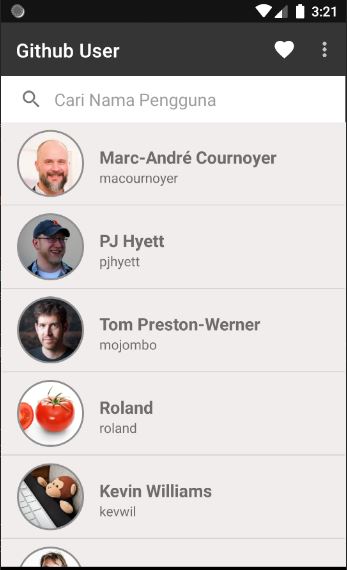 3:21
Github User
Cari Nama Pengguna
Marc-André Cournoyer
macournoyer
PJ Hyett
pjhyett
Tom Preston-Werner
mojombo
Roland
roland
Kevin Williams
kevwil